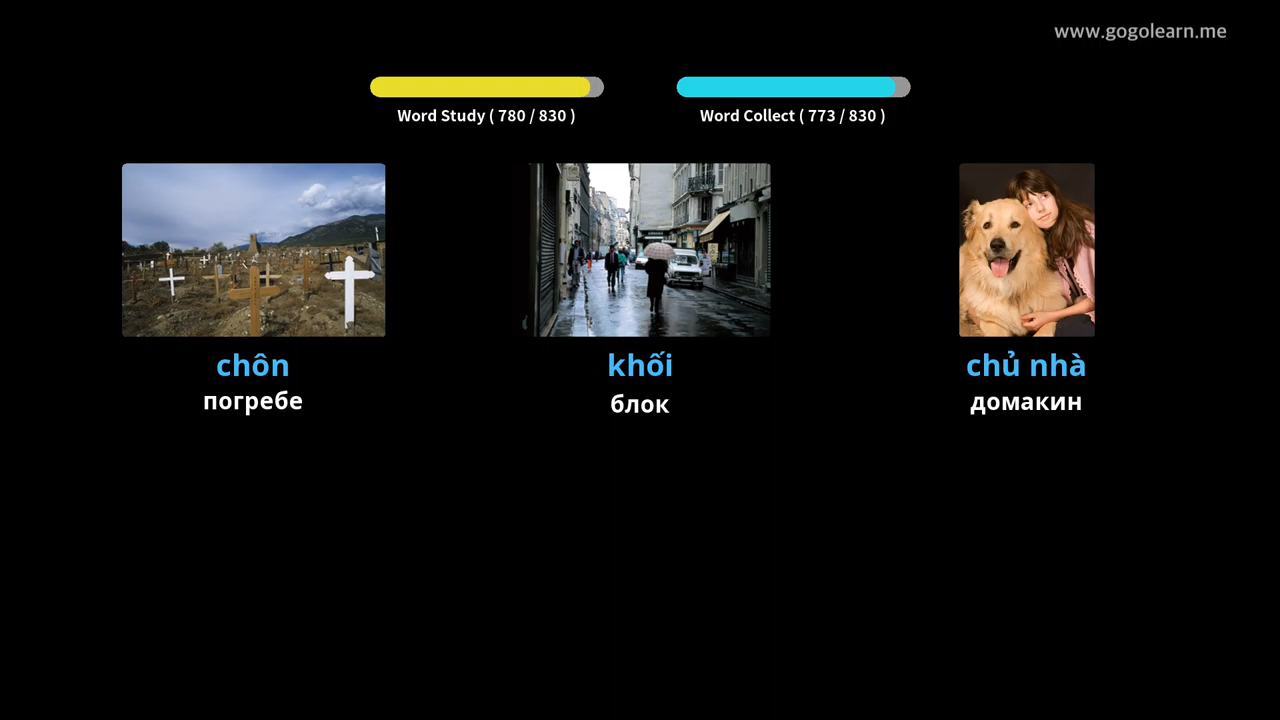 www.gogolearn.me
Word Study ( 780 / 830 )
Word Collect ( 773 / 830 )
chôn
погребе
khối
блок
chủ nhà
домакин